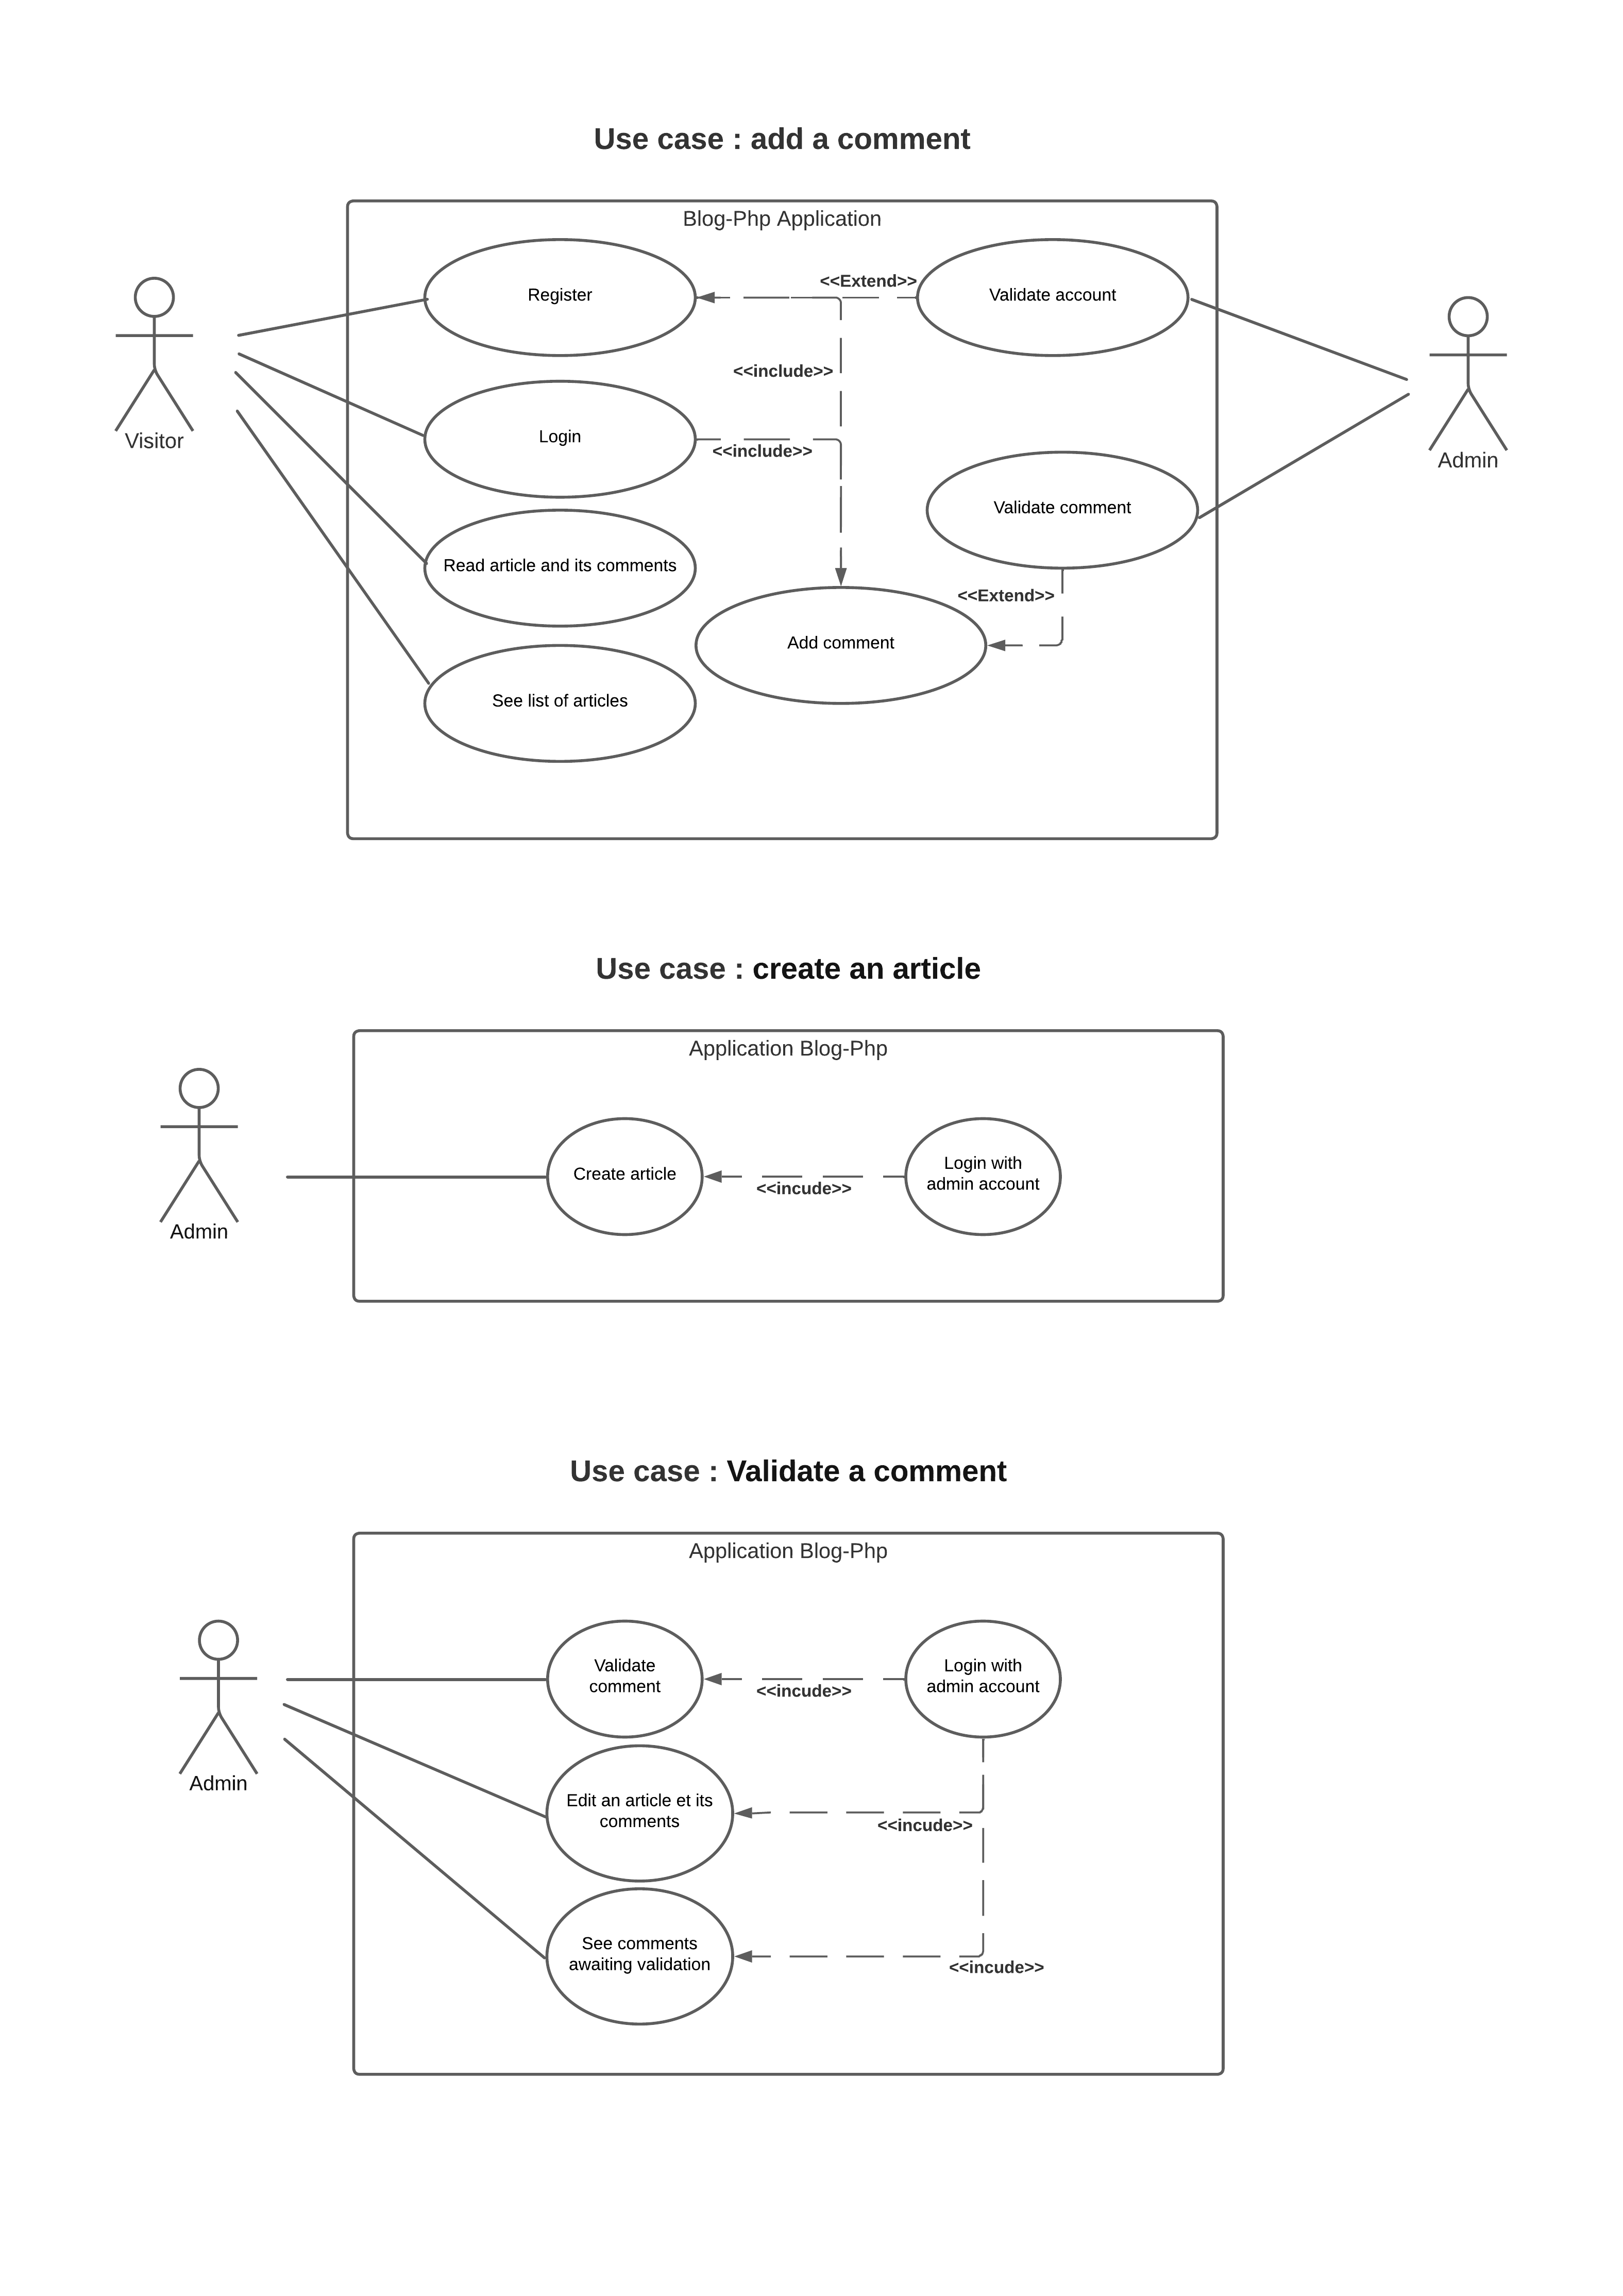 Use case : add a comment
Blog-Php Application
Register
<<Extend>>
Validate account
<<include>>
Visitor
Login
<<include>>
Admin
Validate comment
Read article and its comments
<<Extend>>
Add comment
See list of articles
Use case : create an article
Application Blog-Php
Create article
<<incude>>
Login with
admin account
Admin
Use case : Validate a comment
Application Blog-Php
Validate
comment
<<incude>>
Login with
admin account
Admin
Edit an article et its
comments
<<incude>>
See comments
awaiting validation
<<incude>>